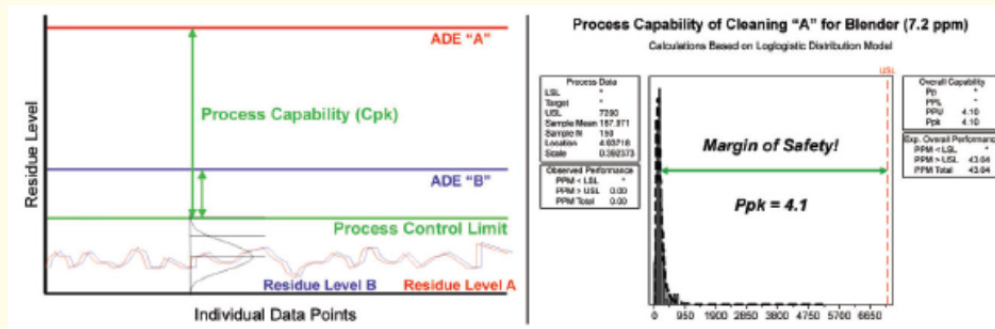 ADE "A"
Process Capability (Cpk)
ADE "B"
Process Control Limit
Residue Level B
Residue Level A
Residue Level
Individual Data Points
Process Capability of Cleaning "A" for Blender (7.2 ppm)
Calculations Based on Loglogistic Distribution Model
Process Data
LSL *
Target *
USL
Sample Mean
Sample N
Location
Scale
Observed Performance
PPM < LSL *
PPM > USL 0.00
PPM Total 0.00
USL
Margin of Safety!
Ppk = 4.1
Overall Capability
Pp *
PPL *
PPU 4.10
Ppk 4.10
Exp. Overall Performance
PPM < LSL *
PPM > USL 43.64
PPM Total 43.64
0 950 1900 2850 3800 4750 5700 6650